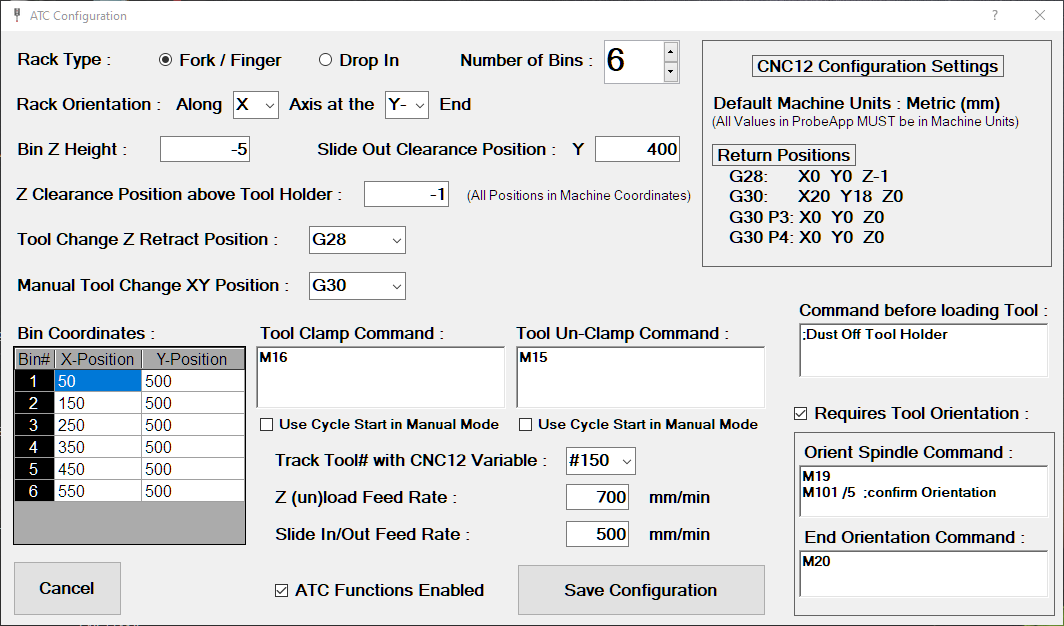 ATC Configuration
?
Rack Type : Fork / Finger Drop In Number of Bins : 6
Rack Orientation : Along X Axis at the Y- End
Bin Z Height : -5 Slide Out Clearance Position : Y 400
Z Clearance Position above Tool Holder : -1 (All Positions in Machine Coordinates)
Tool Change Z Retract Position : G28
Manual Tool Change XY Position : G30
CNC12 Configuration Settings
Default Machine Units : Metric (mm)
(All Values in ProbeApp MUST be in Machine Units)
Return Positions
G28: X0 Y0 Z-1
G30: X20 Y18 Z0
G30 P3: X0 Y0 Z0
G30 P4: X0 Y0 Z0
Bin Coordinates :
Bin# X-Position Y-Position
1 50 500
2 150 500
3 250 500
4 350 500
5 450 500
6 550 500
Tool Clamp Command :
M16
Use Cycle Start in Manual Mode
Tool Un-Clamp Command :
M15
Use Cycle Start in Manual Mode
Track Tool# with CNC12 Variable : #150
Z (un)load Feed Rate : 700 mm/min
Slide In/Out Feed Rate : 500 mm/min
Command before loading Tool :
;Dust Off Tool Holder
Requires Tool Orientation :
Orient Spindle Command :
M19
M101 /5 ;confirm Orientation
End Orientation Command :
M20
Cancel
ATC Functions Enabled
Save Configuration